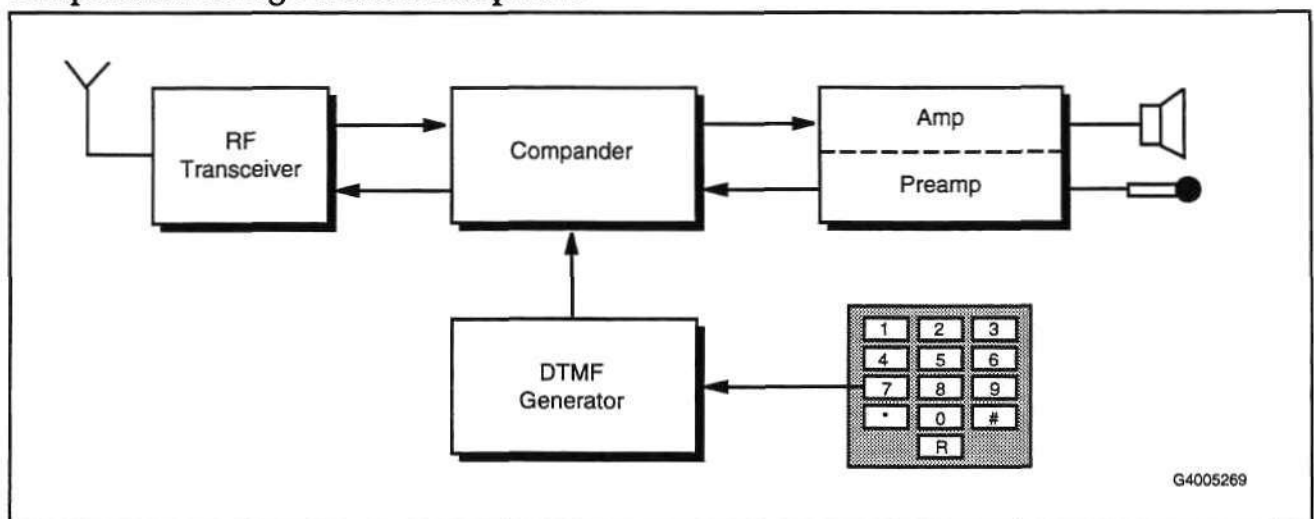 RF
Transceiver
Compander
Amp
Preamp
DTMF
Generator
1 2 3
4 5 6
7 8 9
* 0 #
R
G4005269